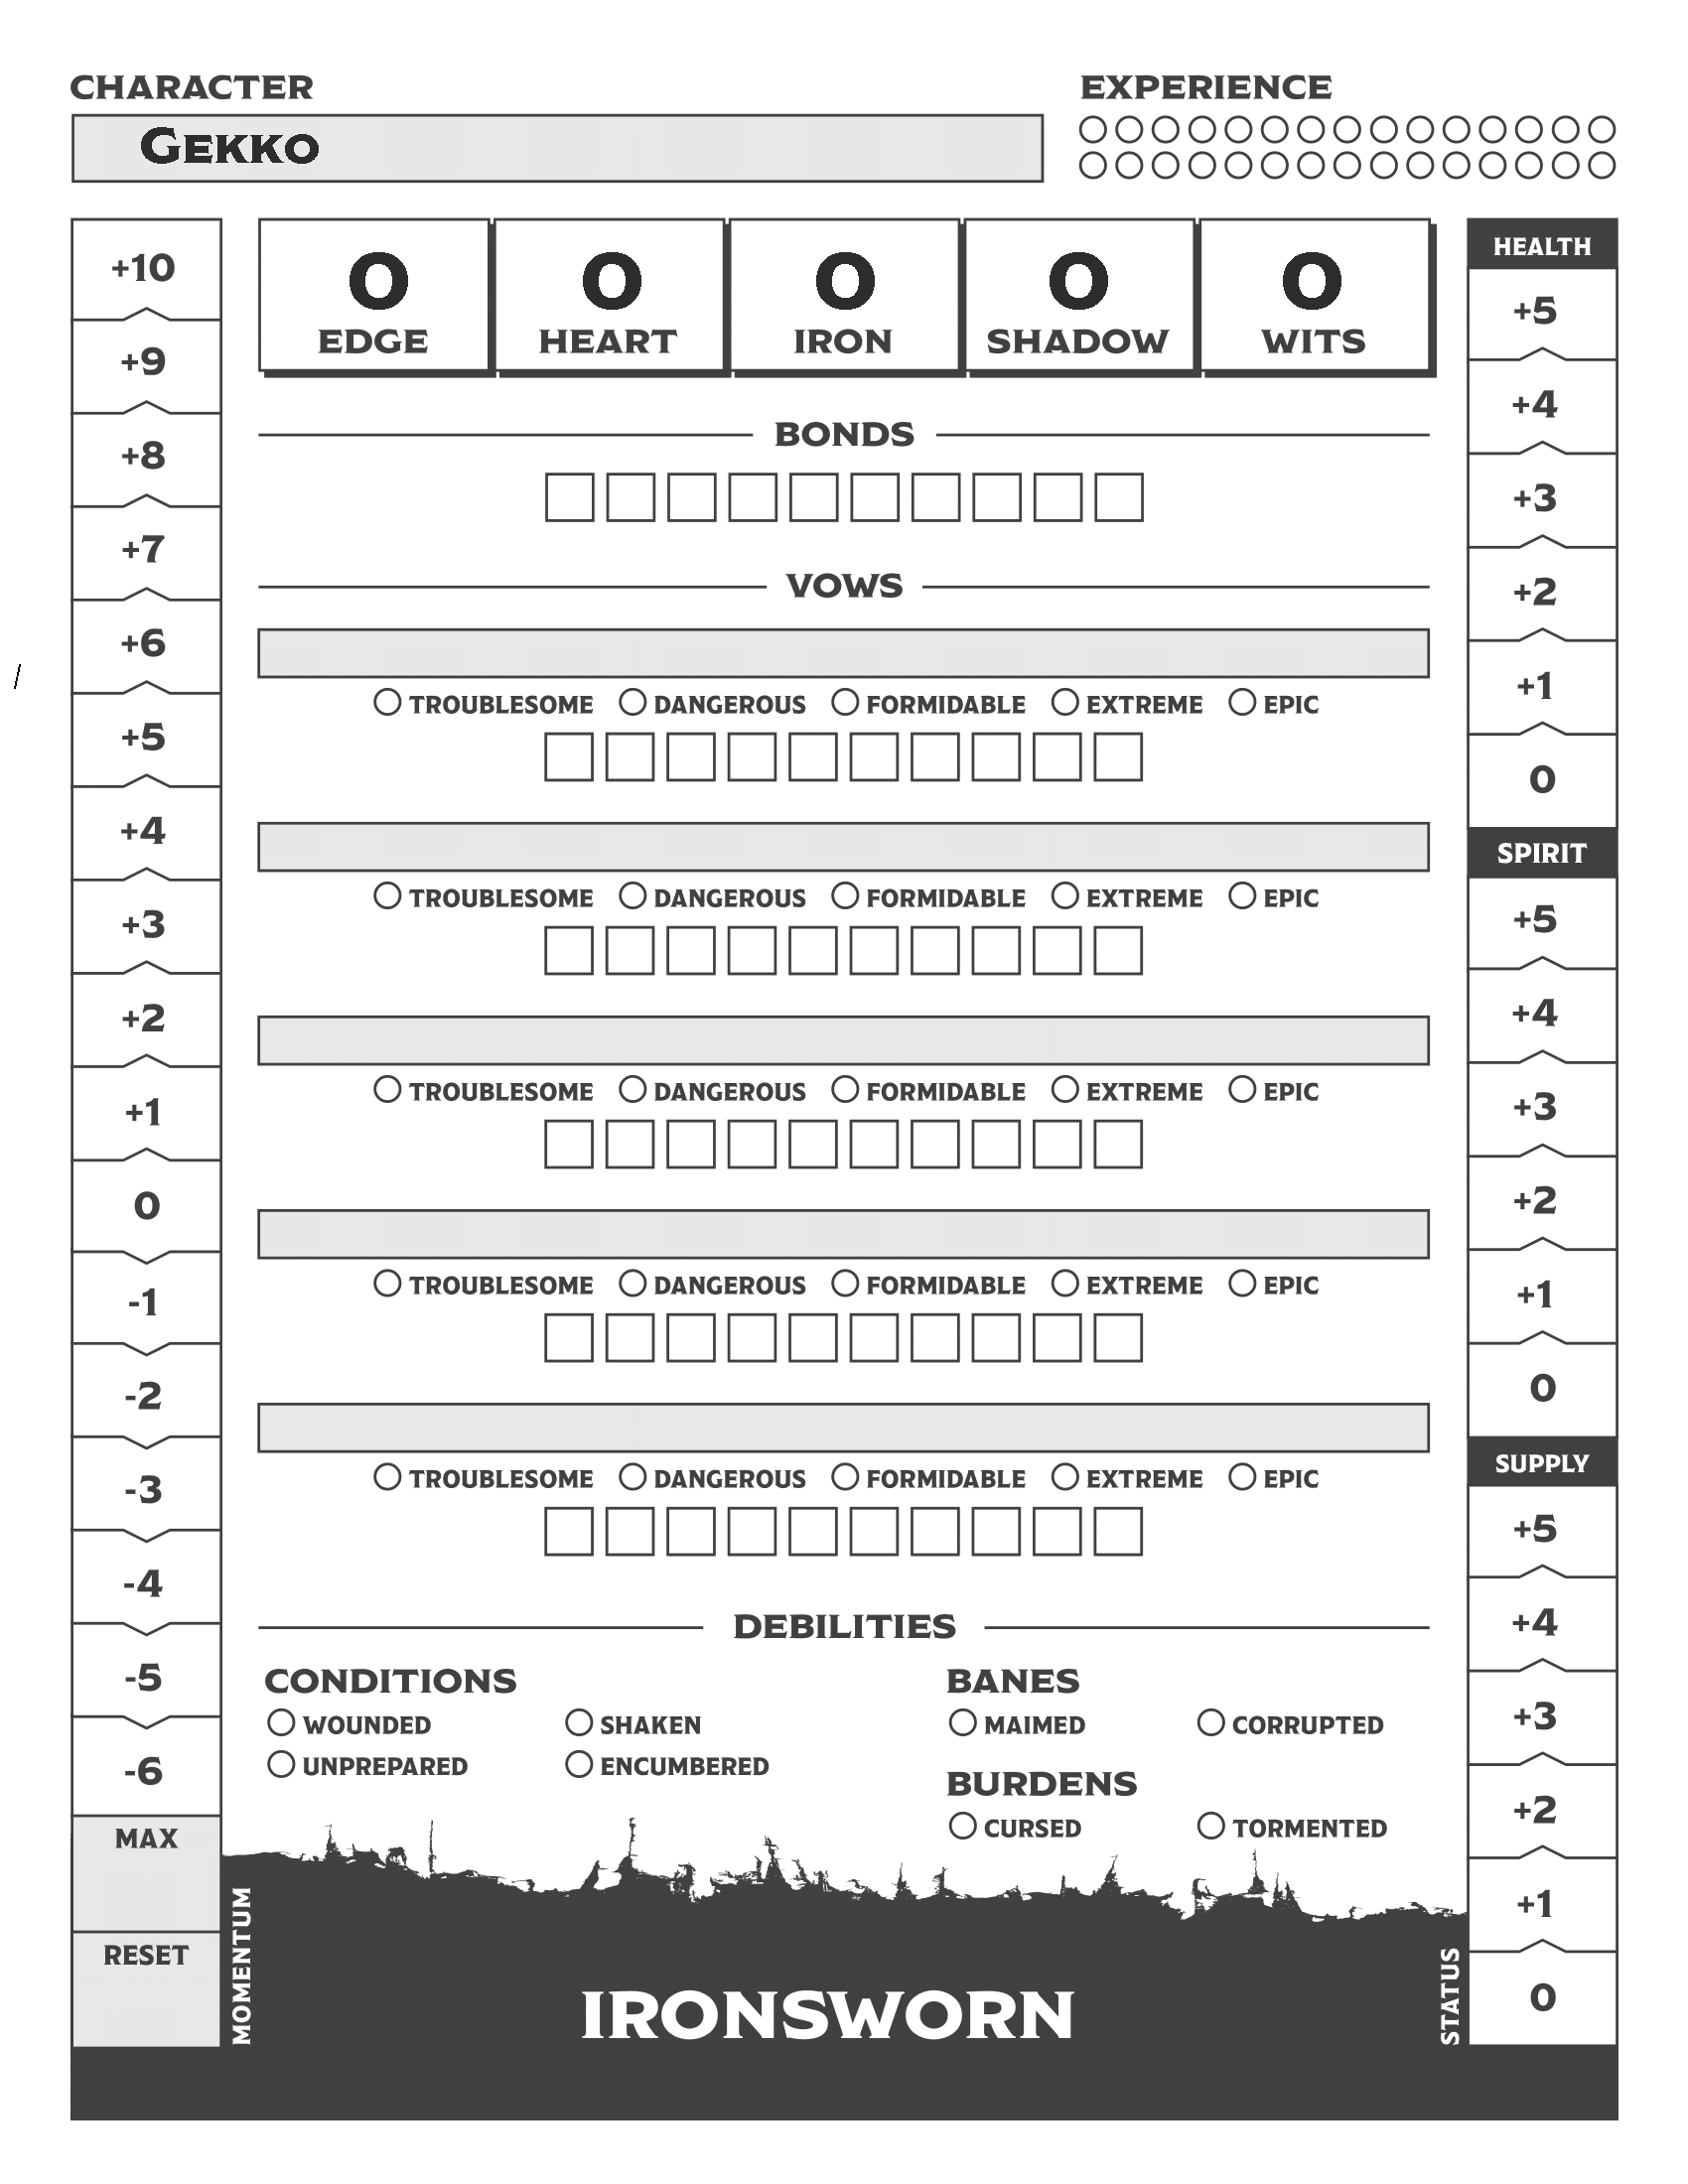 CHARACTER
EXPERIENCE
GEKKO
+10
+9
+8
+7
+6
+5
+4
+3
+2
+1
0
-1
-2
-3
-4
-5
-6
MAX
RESET
MOMENTUM
0 0 0 0 0
EDGE HEART IRON SHADOW WITS
BONDS
VOWS
TROUBLESOME DANGEROUS FORMIDABLE EXTREME EPIC
TROUBLESOME DANGEROUS FORMIDABLE EXTREME EPIC
TROUBLESOME DANGEROUS FORMIDABLE EXTREME EPIC
TROUBLESOME DANGEROUS FORMIDABLE EXTREME EPIC
TROUBLESOME DANGEROUS FORMIDABLE EXTREME EPIC
DEBILITIES
CONDITIONS
WOUNDED SHAKEN
UNPREPARED ENCUMBERED
BANES
MAIMED CORRUPTED
BURDENS
CURSED TORMENTED
IRONSWORN
HEALTH
+5
+4
+3
+2
+1
0
SPIRIT
+5
+4
+3
+2
+1
0
SUPPLY
+5
+4
+3
+2
+1
0
STATUS
/